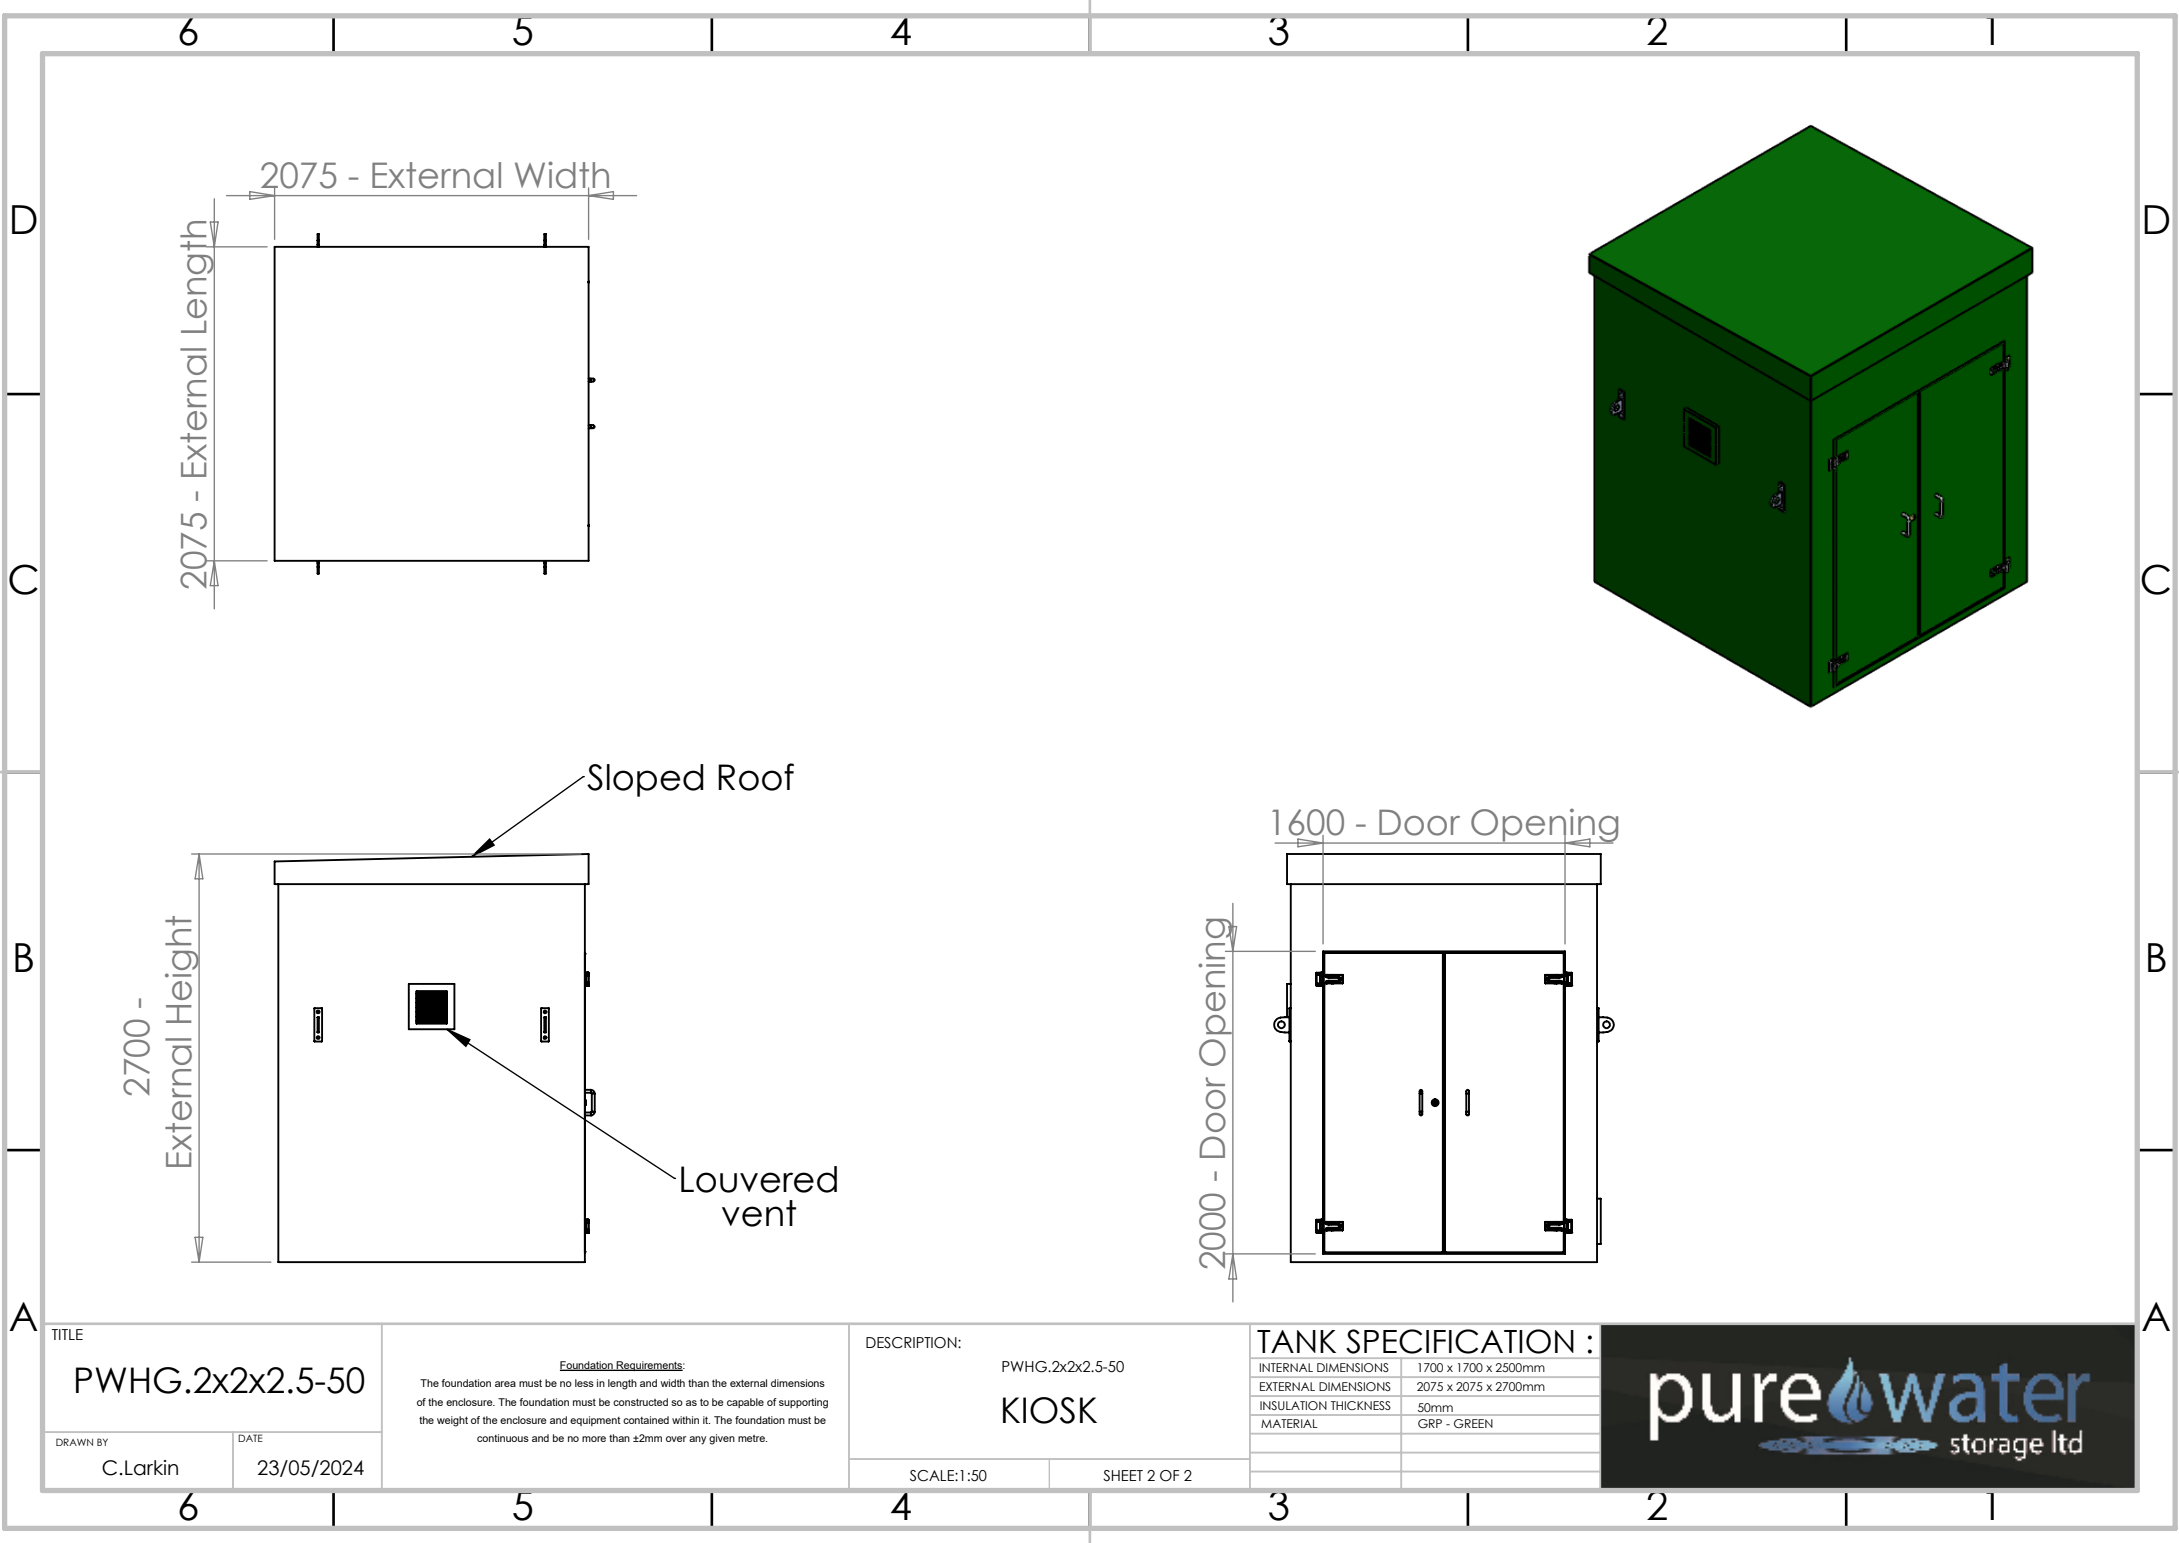 6 5 4 3 2
D D
C C
B B
A A
2075 - External Width
2075 - External Length
Sloped Roof
2700 -
External Height
Louvered
vent
1600 - Door Opening
2000 - Door Opening
TITLE
PWHG.2x2x2.5-50
DRAWN BY
C.Larkin
DATE
23/05/2024
Foundation Requirements:
The foundation area must be no less in length and width than the external dimensions
of the enclosure. The foundation must be constructed so as to be capable of supporting
the weight of the enclosure and equipment contained within it. The foundation must be
continuous and be no more than ±2mm over any given metre.
DESCRIPTION:
PWHG.2x2x2.5-50
KIOSK
SCALE:1:50
SHEET 2 OF 2
TANK SPECIFICATION :
INTERNAL DIMENSIONS 1700 x 1700 x 2500mm
EXTERNAL DIMENSIONS 2075 x 2075 x 2700mm
INSULATION THICKNESS 50mm
MATERIAL GRP - GREEN
pure water
storage ltd
6 5 4 3 2